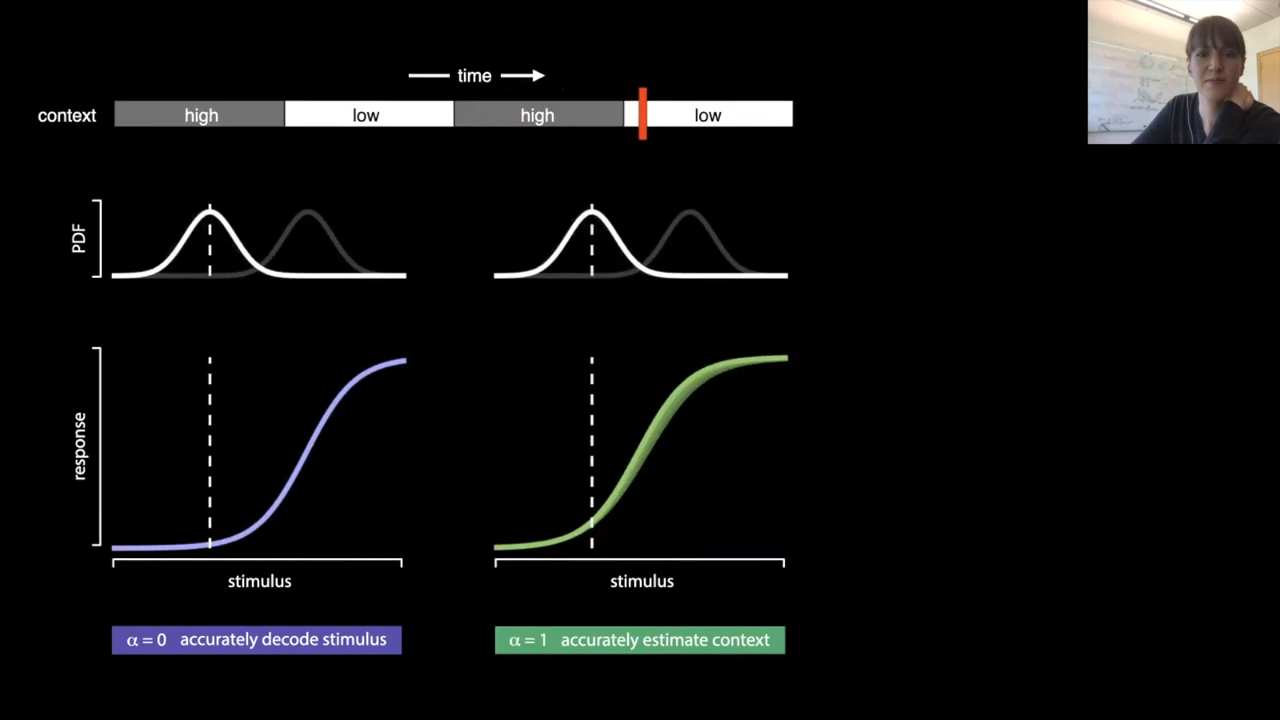 time
context high low high low
PDF
response
stimulus stimulus
α = 0 accurately decode stimulus
α = 1 accurately estimate context